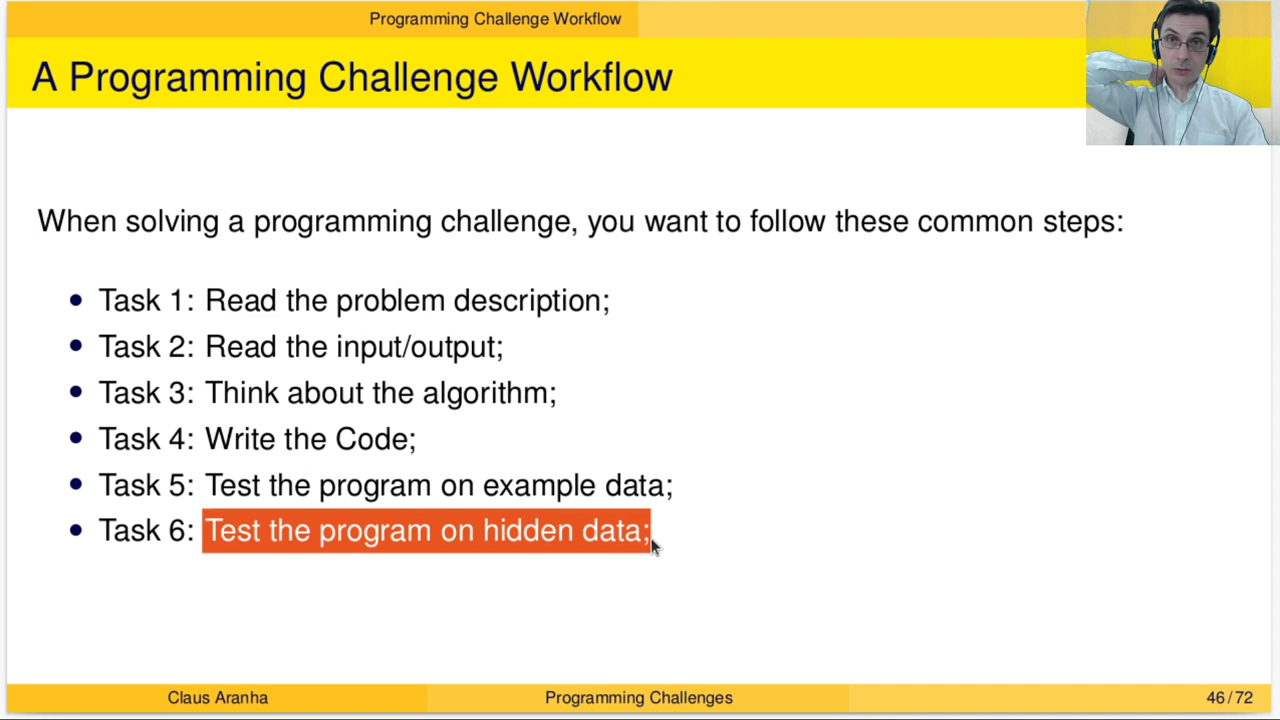 Programming Challenge Workflow
A Programming Challenge Workflow
When solving a programming challenge, you want to follow these common steps:
• Task 1: Read the problem description;
• Task 2: Read the input/output;
• Task 3: Think about the algorithm;
• Task 4: Write the Code;
• Task 5: Test the program on example data;
• Task 6: Test the program on hidden data;
Claus Aranha
Programming Challenges
46/72